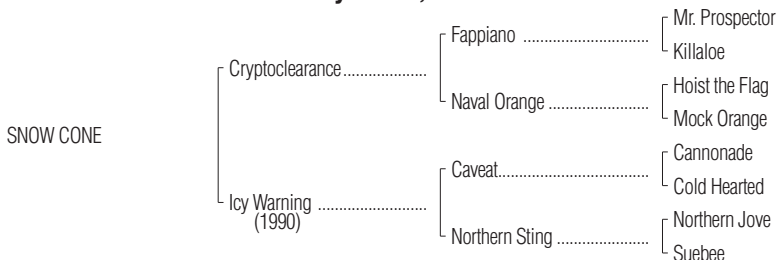 Mr. Prospector
Fappiano ..............................
Killaloe
Cryptoclearance....................
Hoist the Flag
Naval Orange ........................
Mock Orange
SNOW CONE
Cannonade
Caveat....................................
Cold Hearted
Icy Warning ..........................
(1990)
Northern Jove
Northern Sting ......................
Suebee